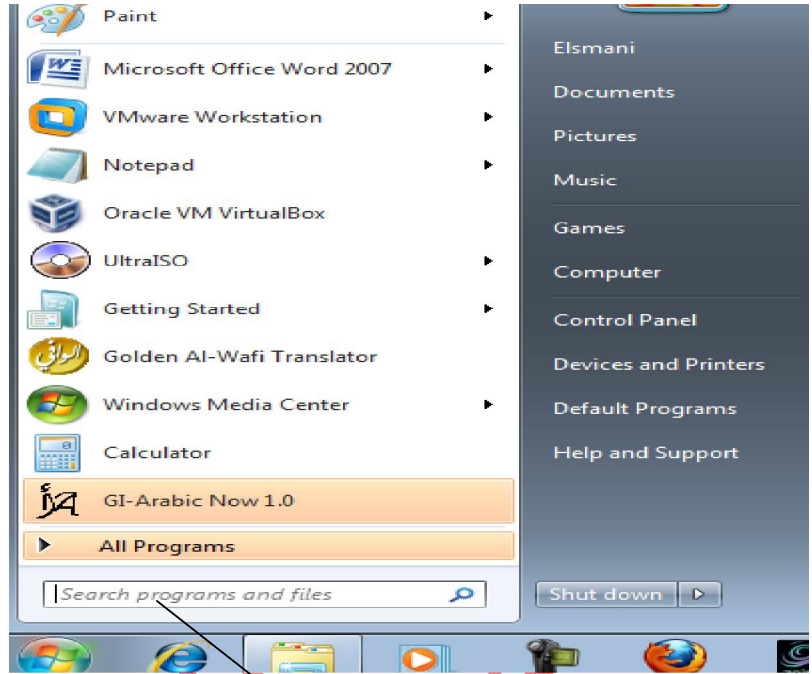 Paint
Microsoft Office Word 2007
VMware Workstation
Notepad
Oracle VM VirtualBox
UltraISO
Getting Started
الوافي
Golden Al-Wafi Translator
Windows Media Center
Calculator
GI-Arabic Now 1.0
All Programs
Search programs and files
Elsmani
Documents
Pictures
Music
Games
Computer
Control Panel
Devices and Printers
Default Programs
Help and Support
Shut down